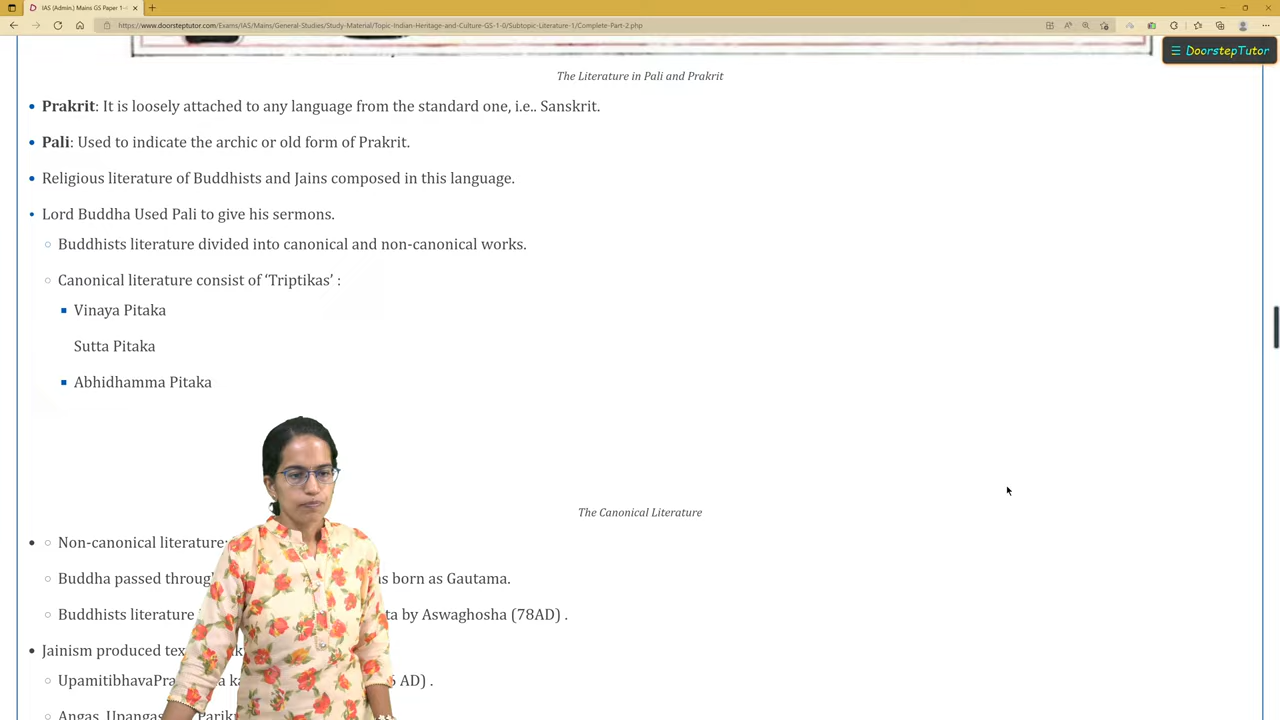 IAS (Admin.) Mains GS Paper 1-
https://www.doorsteptutor.com/Exams/IAS/Mains/General-Studies/Study-Material/Topic-Indian-Heritage-and-Culture-GS-1-0/Subtopic-Literature-1/Complete-Part-2.php
DoorstepTutor
The Literature in Pali and Prakrit
Prakrit: It is loosely attached to any language from the standard one, i.e.. Sanskrit.
Pali: Used to indicate the archic or old form of Prakrit.
Religious literature of Buddhists and Jains composed in this language.
Lord Buddha Used Pali to give his sermons.
Buddhists literature divided into canonical and non-canonical works.
Canonical literature consist of ‘Triptikas’ :
Vinaya Pitaka
Sutta Pitaka
Abhidhamma Pitaka
The Canonical Literature
Non-canonical literature:
Buddha passed born as Gautama.
Buddhists literature by Aswaghosha (78AD) .
Jainism produced
AD) .
Angas, Upangas